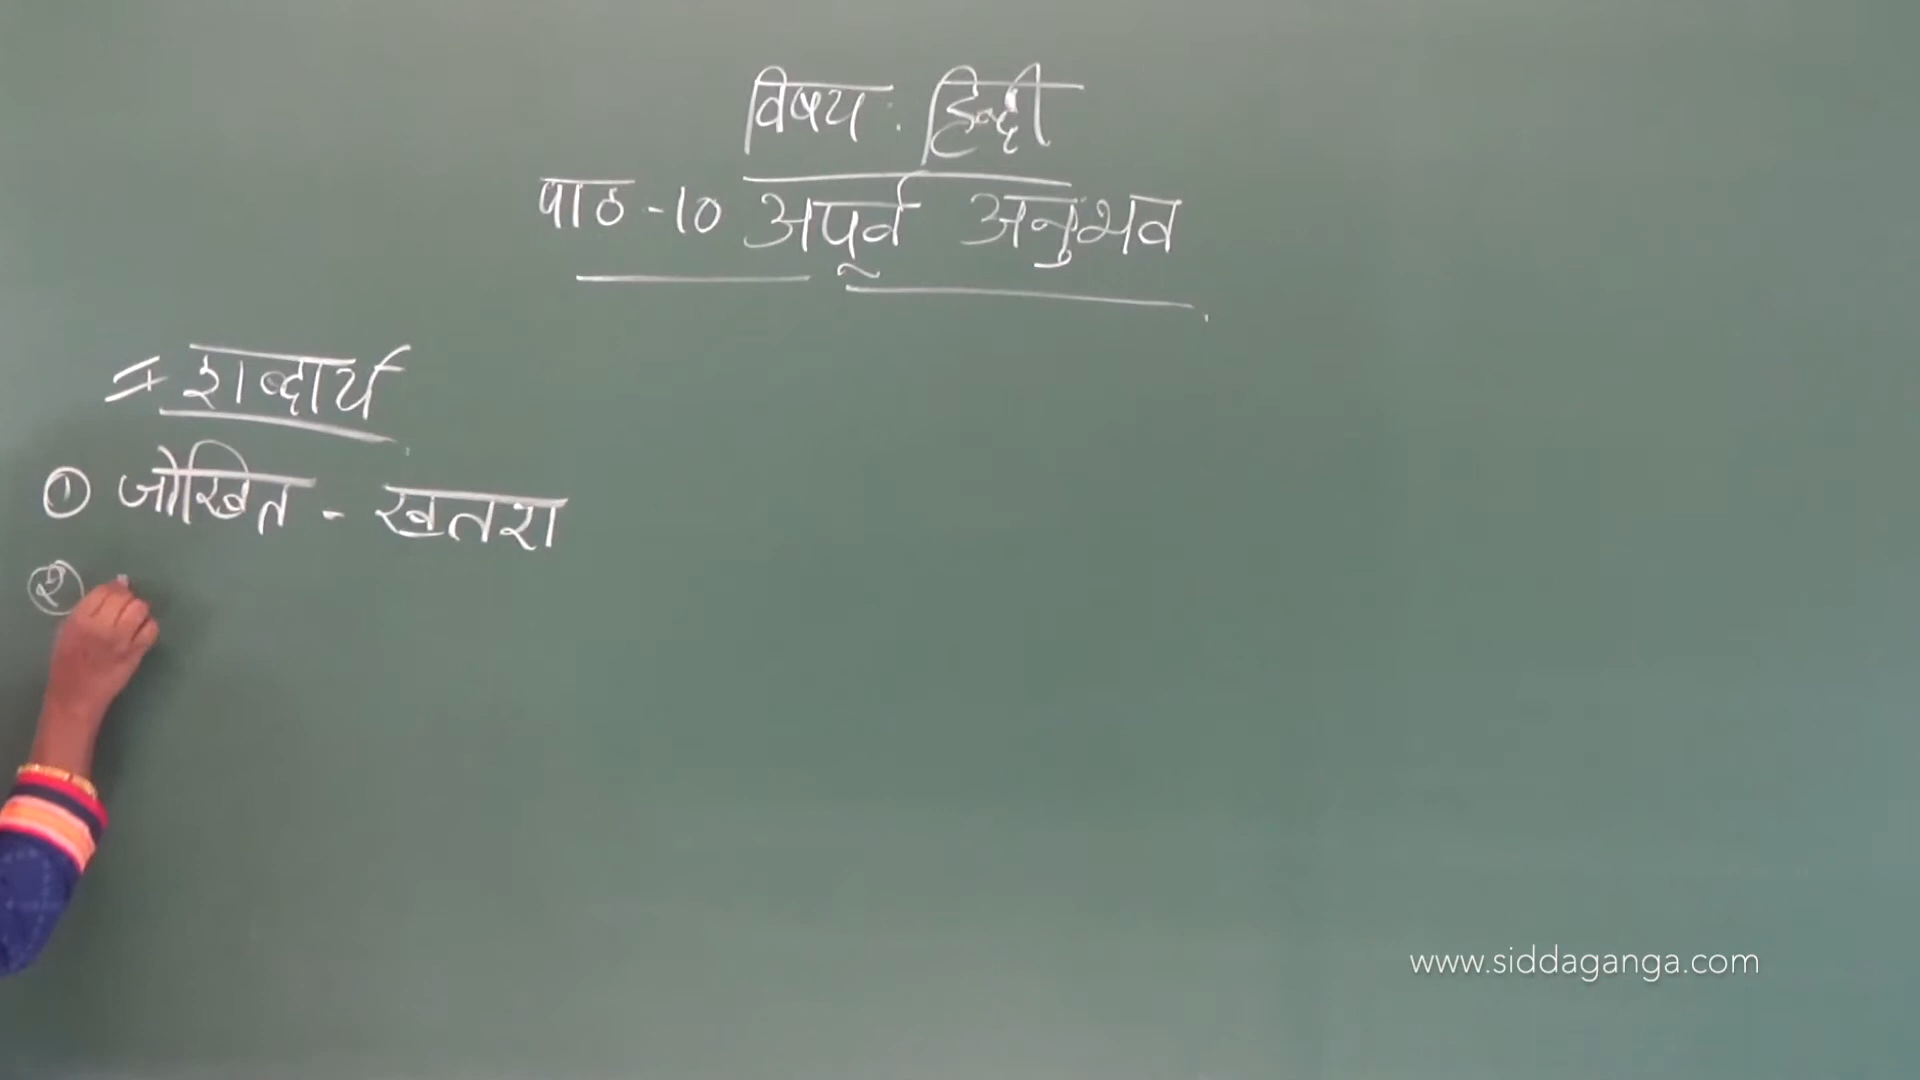 विषय : हिन्दी
पाठ - 10 अपूर्व अनुभव
= शब्दार्थ
① जोखित - खतरा
②
www.siddaganga.com